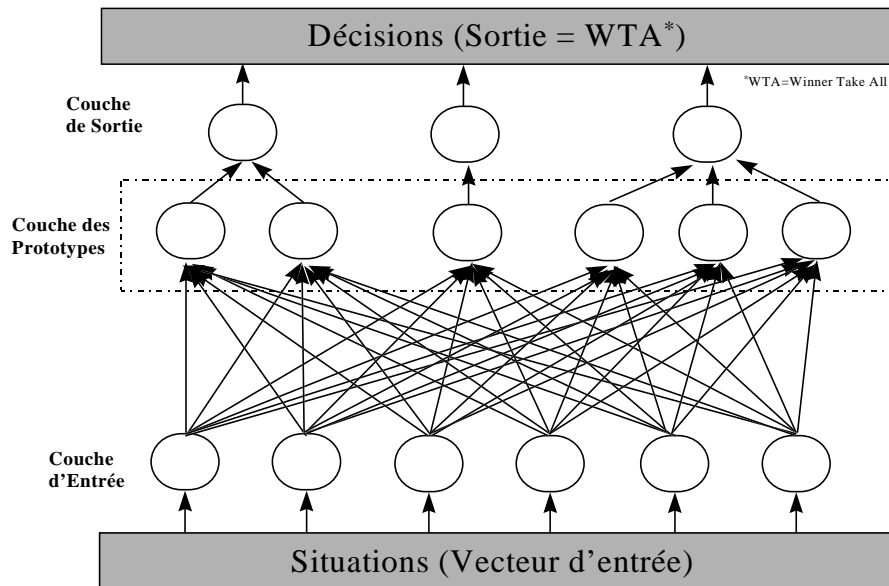 Décisions (Sortie = WTA*)
*WTA=Winner Take All
Couche
de Sortie
Couche des
Prototypes
Couche
d’Entrée
Situations (Vecteur d’entrée)